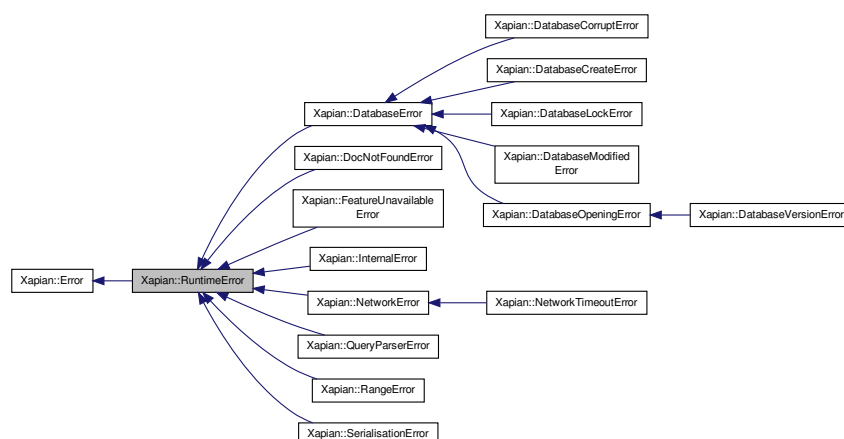 Xapian::DatabaseCorruptError
Xapian::DatabaseCreateError
Xapian::DatabaseError
Xapian::DatabaseLockError
Xapian::DocNotFoundError
Xapian::DatabaseModified
Error
Xapian::FeatureUnavailable
Error
Xapian::DatabaseOpeningError
Xapian::DatabaseVersionError
Xapian::InternalError
Xapian::Error
Xapian::RuntimeError
Xapian::NetworkError
Xapian::NetworkTimeoutError
Xapian::QueryParserError
Xapian::RangeError
Xapian::SerialisationError